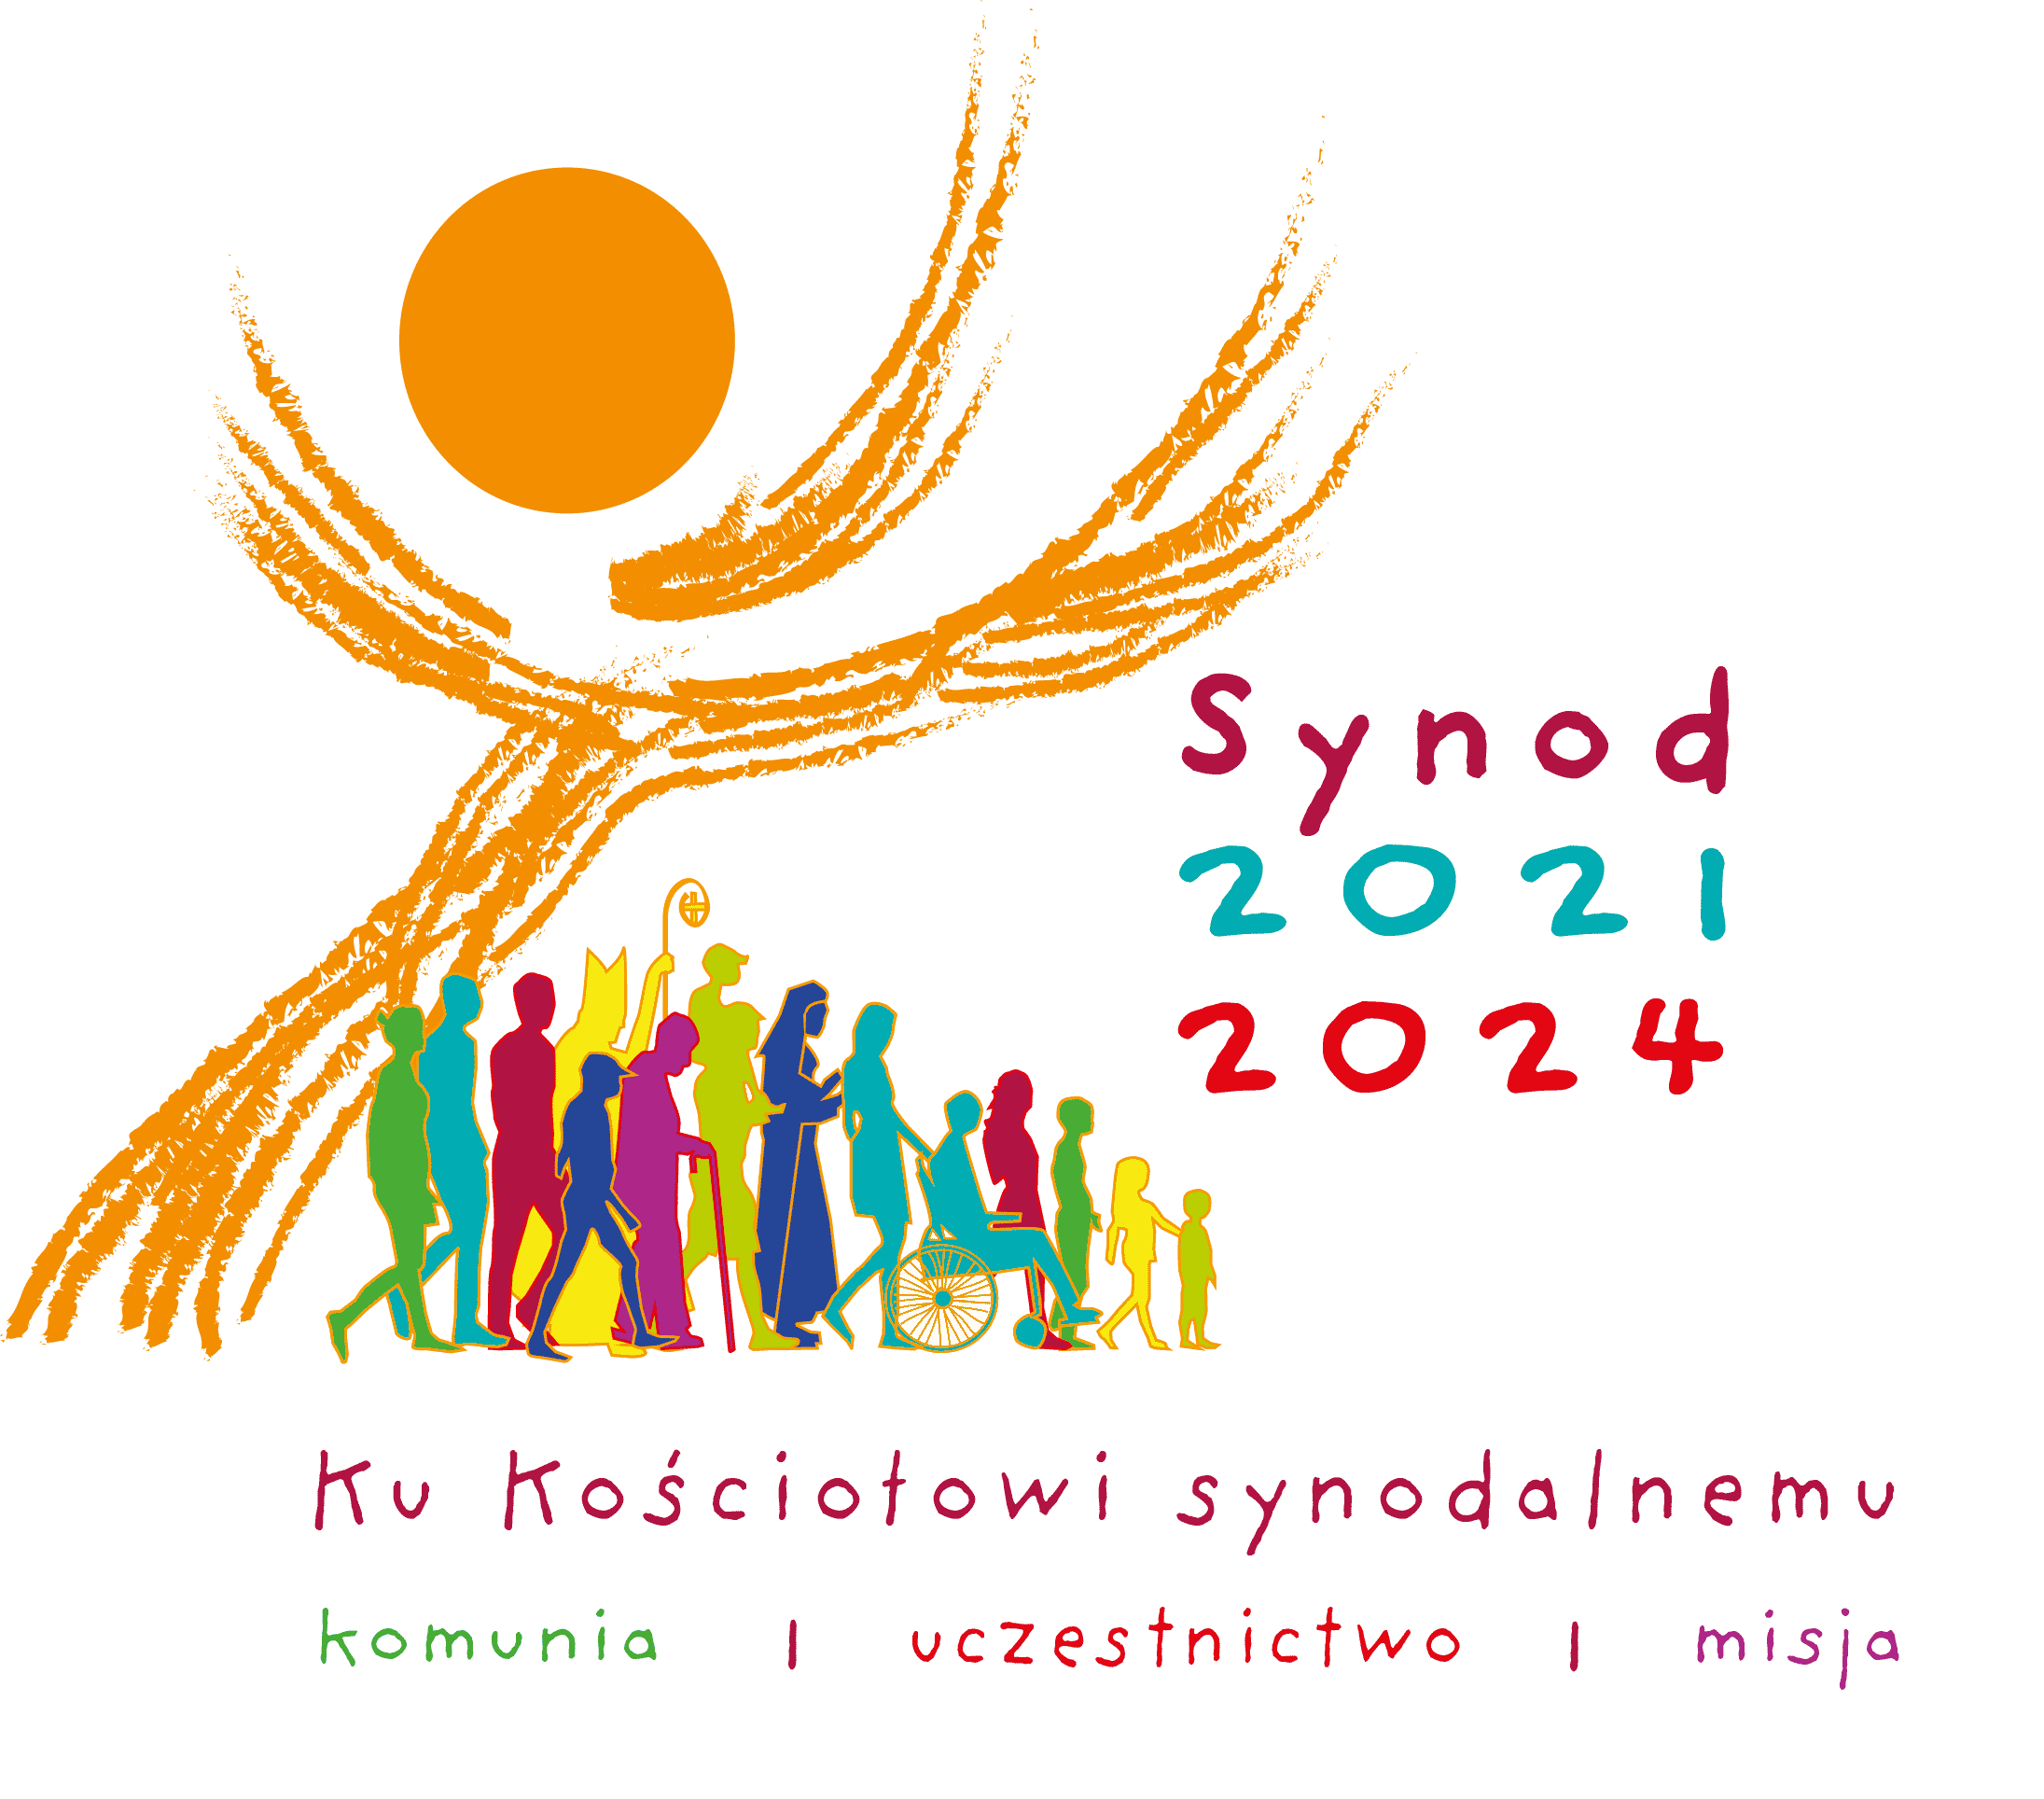 Synod
2021
2024
Ku Kościołowi synodalnemu
komunia | uczestnictwo | misja